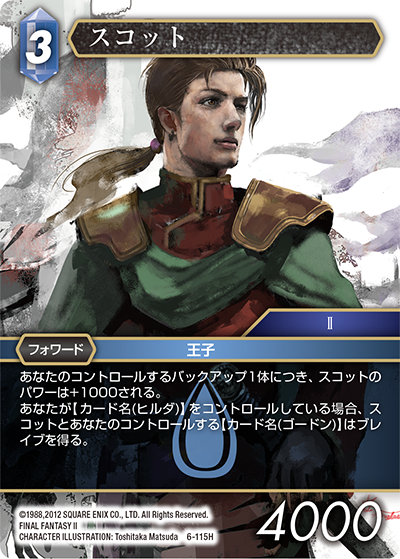 3
スコット
II
フォワード
王子
あなたのコントロールするバックアップ1体につき、スコットの
パワーは+1000される。
あなたが【カード名(ヒルダ)】をコントロールしている場合、ス
コットとあなたのコントロールする【カード名(ゴードン)】はブレ
イブを得る。
©1988,2012 SQUARE ENIX CO., LTD. All Rights Reserved.
FINAL FANTASY II
CHARACTER ILLUSTRATION: Toshitaka Matsuda 6-115H
4000